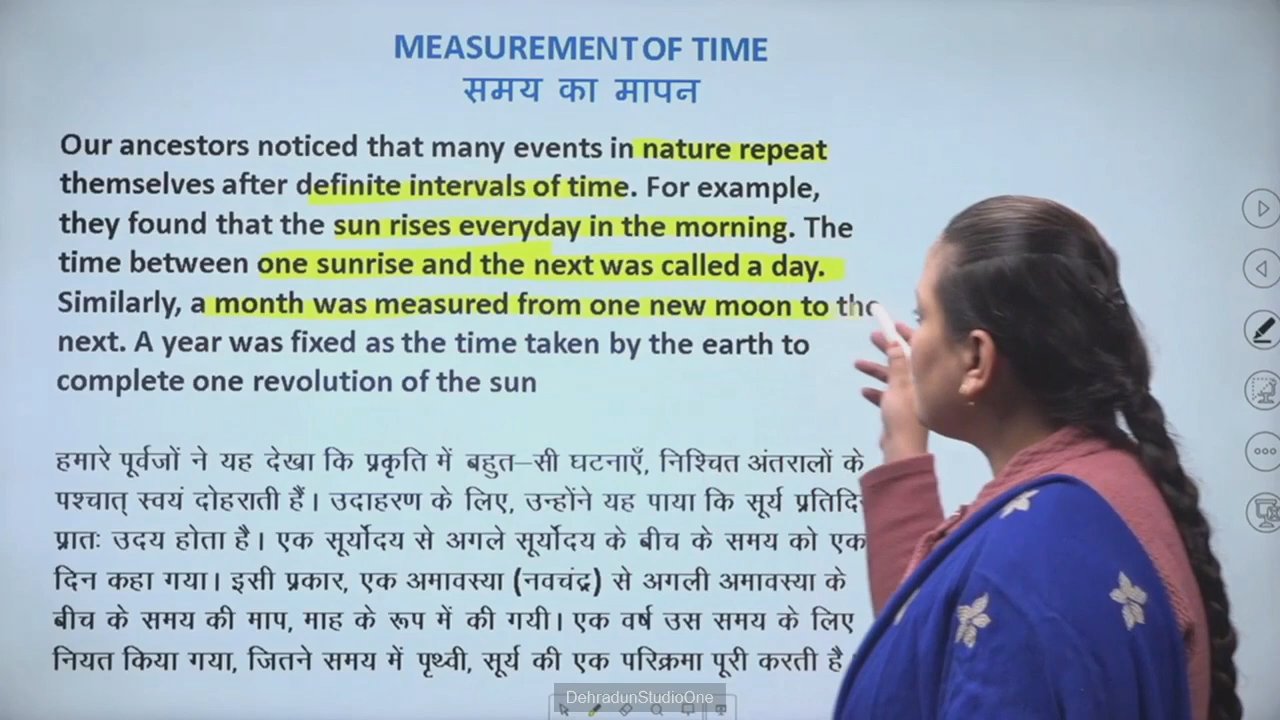 MEASUREMENT OF TIME
समय का मापन
Our ancestors noticed that many events in nature repeat
themselves after definite intervals of time. For example,
they found that the sun rises everyday in the morning. The
time between one sunrise and the next was called a day.
Similarly, a month was measured from one new moon to the
next. A year was fixed as the time taken by the earth to
complete one revolution of the sun
हमारे पूर्वजों ने यह देखा कि प्रकृति में बहुत–सी घटनाएँ, निश्चित अंतरालों के
पश्चात् स्वयं दोहराती हैं। उदाहरण के लिए, उन्होंने यह पाया कि सूर्य
प्रातः उदय होता है। एक सूर्योदय से अगले सूर्योदय के बीच के समय को एक
दिन कहा गया। इसी प्रकार, एक अमावस्या (नवचंद्र) से अगली अमावस्या के
बीच के समय की माप, माह के रूप में की गयी। एक वर्ष उस समय के लिए
नियत किया गया, जितने समय में पृथ्वी, सूर्य की एक परिक्रमा पूरी करती है
DehradunStudioOne